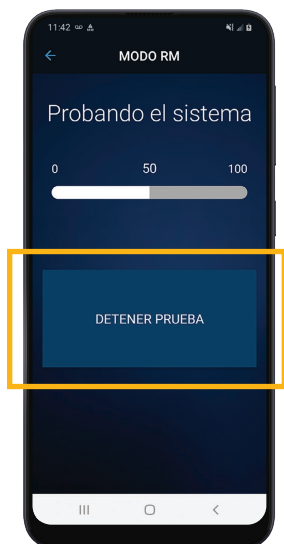 11:42
MODO RM
Probando el sistema
0 50 100
DETENER PRUEBA